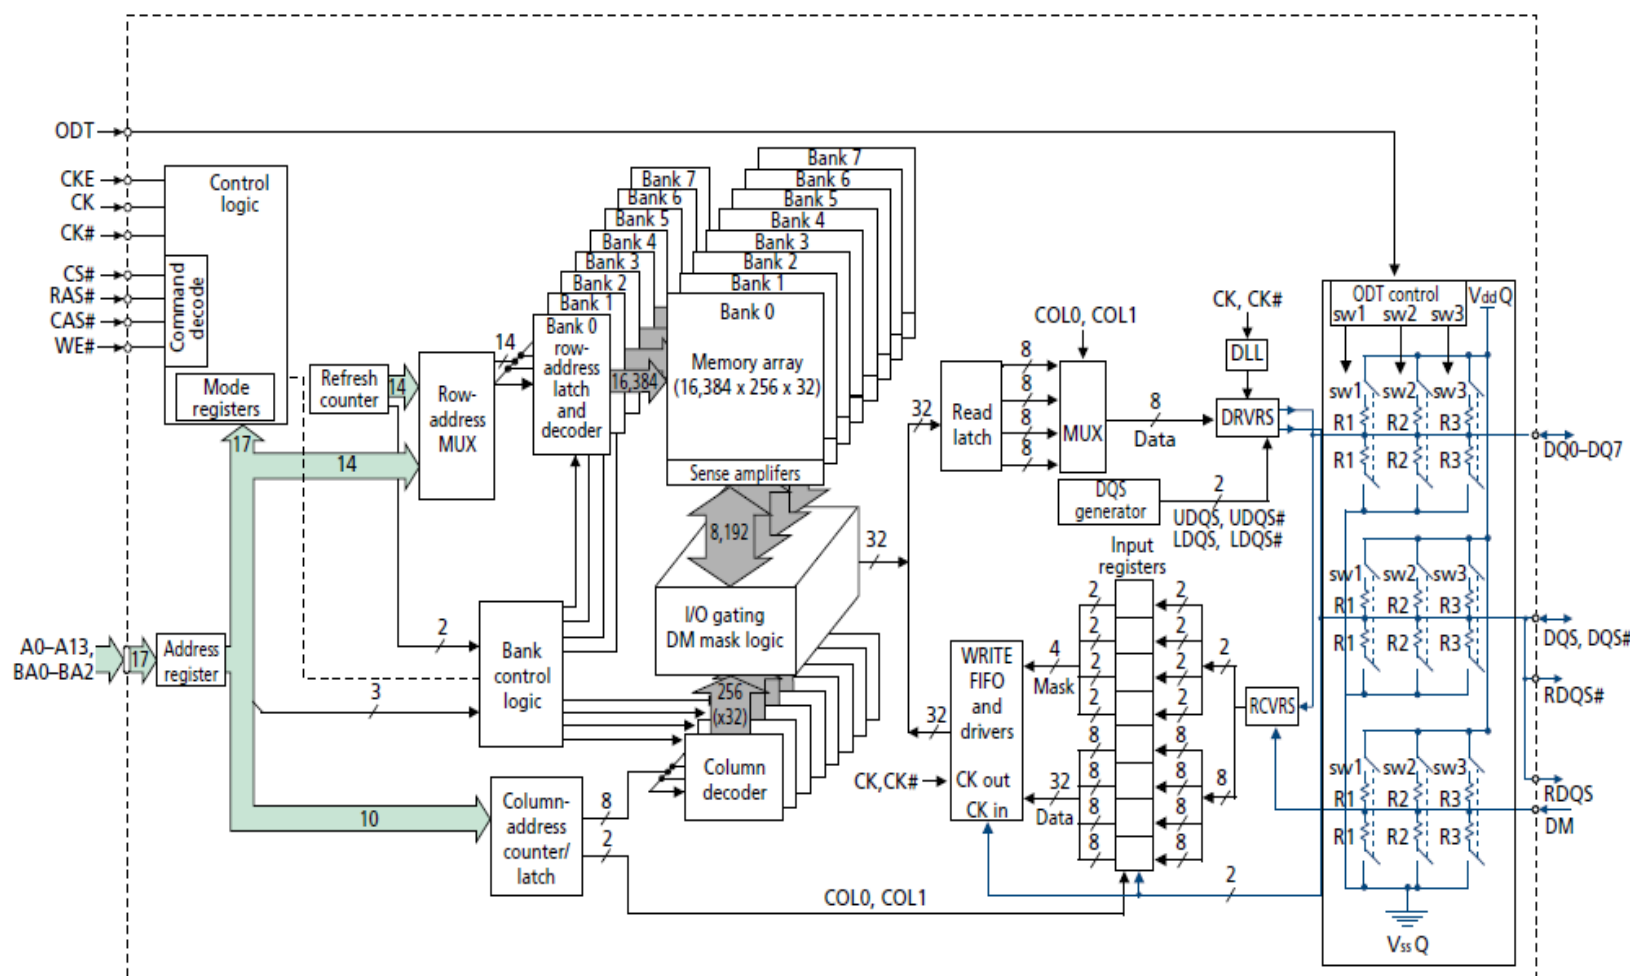 ODT
CKE
CK
CK#
CS#
RAS#
CAS#
WE#
Control
logic
Command
decode
Mode
registers
Refresh
counter
14
Row-
address
MUX
17
14
14
Bank 7
Bank 6
Bank 5
Bank 4
Bank 3
Bank 2
Bank 1
Bank 0
row-
address
latch
and
decoder
16,384
Bank 7
Bank 6
Bank 5
Bank 4
Bank 3
Bank 2
Bank 1
Bank 0
Memory array
(16,384 x 256 x 32)
Sense amplifers
8,192
I/O gating
DM mask logic
256
(x32)
Column
decoder
A0–A13,
BA0–BA2
17
Address
register
2
3
Bank
control
logic
10
Column-
address
counter/
latch
8
2
COL0, COL1
32
32
32
Read
latch
8
8
8
8
COL0, COL1
MUX
8
Data
CK, CK#
DLL
DRVRS
DQS
generator
2
UDQS, UDQS#
LDQS, LDQS#
Input
registers
2
2
2
2
8
8
8
8
2
2
2
2
8
8
8
8
WRITE
FIFO
and
drivers
CK out
CK in
CK,CK#
4
Mask
32
Data
2
8
RCVRS
2
ODT control
sw1 sw2 sw3
VddQ
sw1 sw2 sw3
R1 R2 R3
R1 R2 R3
sw1 sw2 sw3
R1 R2 R3
R1 R2 R3
sw1 sw2 sw3
R1 R2 R3
R1 R2 R3
VssQ
DQ0–DQ7
DQS, DQS#
RDQS#
RDQS
DM